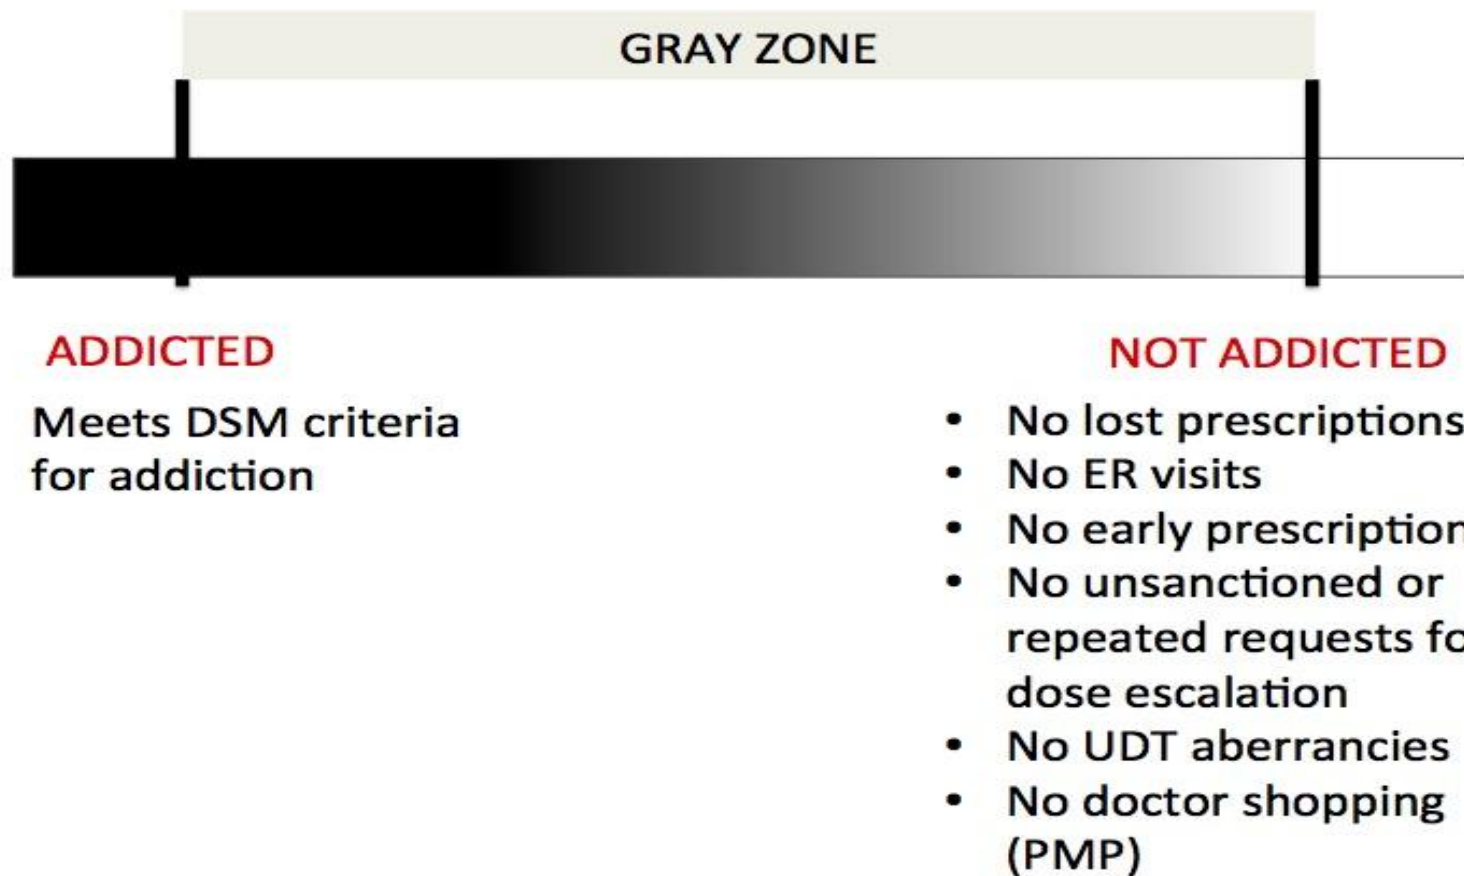 GRAY ZONE
ADDICTED
Meets DSM criteria
for addiction
NOT ADDICTED
• No lost prescriptions
• No ER visits
• No early
• No unsanctioned or
repeated requests
dose escalation
• No UDT aberrancies
• No doctor shopping
(PMP)